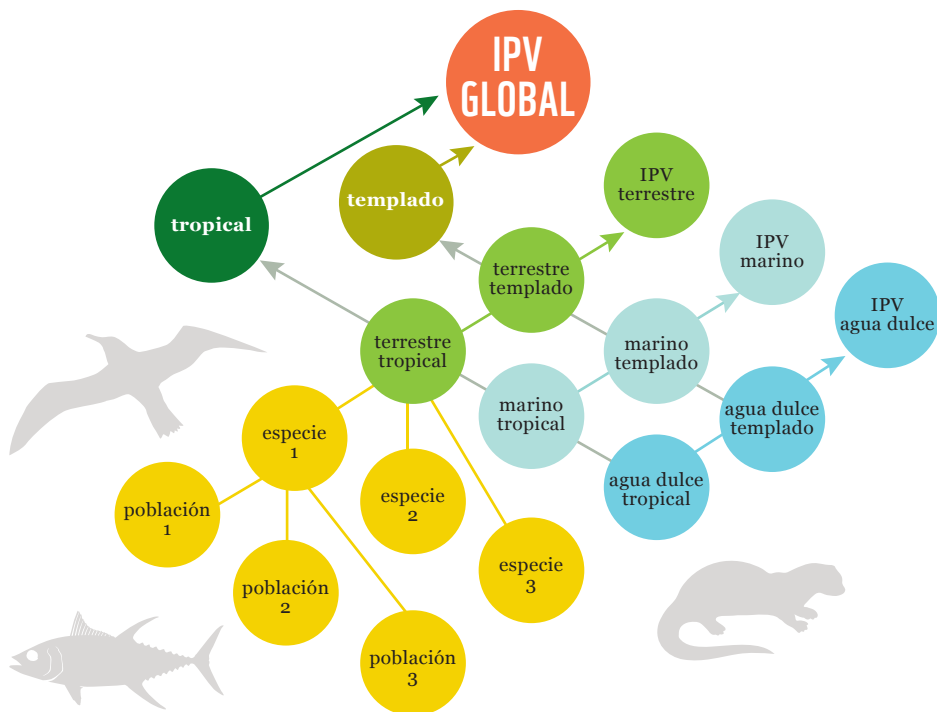 IPV
GLOBAL
tropical
templado
IPV
terrestre
terrestre
templado
IPV
marino
IPV
agua dulce
terrestre
tropical
marino
templado
marino
tropical
agua dulce
templado
agua dulce
tropical
especie
1
especie
2
especie
3
población
1
población
2
población
3